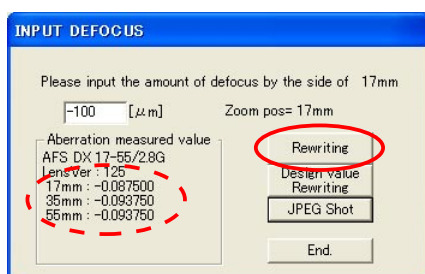 INPUT DEFOCUS
Please input the amount of defocus by the side of 17mm
-100 [μm] Zoom pos= 17mm
Aberration measured value
AFS DX 17-55/2.8G
LensVer : 125
17mm : -0.087500
35mm : -0.093750
55mm : -0.093750
Rewriting
Design value
Rewriting
JPEG Shot
End.